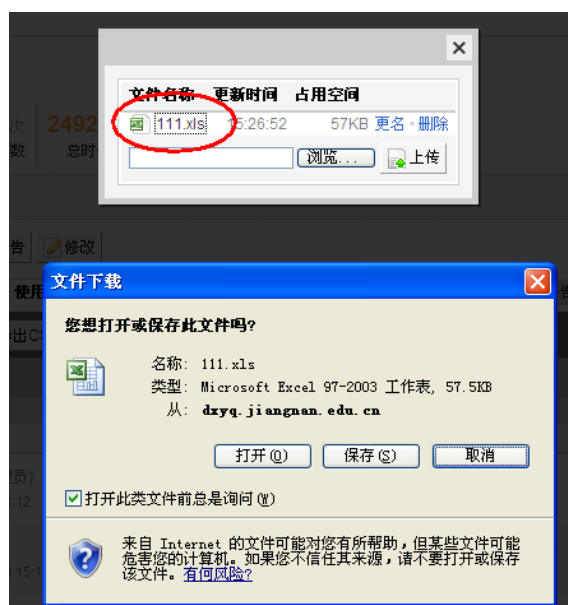 ×
文件名称 更新时间 占用空间
111.xls 15:26:52 57KB 更名·删除
浏览... 上传
次 2492
数 总时
告 修改
文件下载
使用
告
您想打开或保存此文件吗?
出C
名称: 111.xls
类型: Microsoft Excel 97-2003 工作表, 57.5KB
从: dzyq.jiangnan.edu.cn
打开(O) 保存(S) 取消
员)
:12
打开此类文件前总是询问(W)
来自 Internet 的文件可能对您有所帮助,但某些文件可能
危害您的计算机。如果您不信任其来源,请不要打开或保存
该文件。有何风险?
15:1